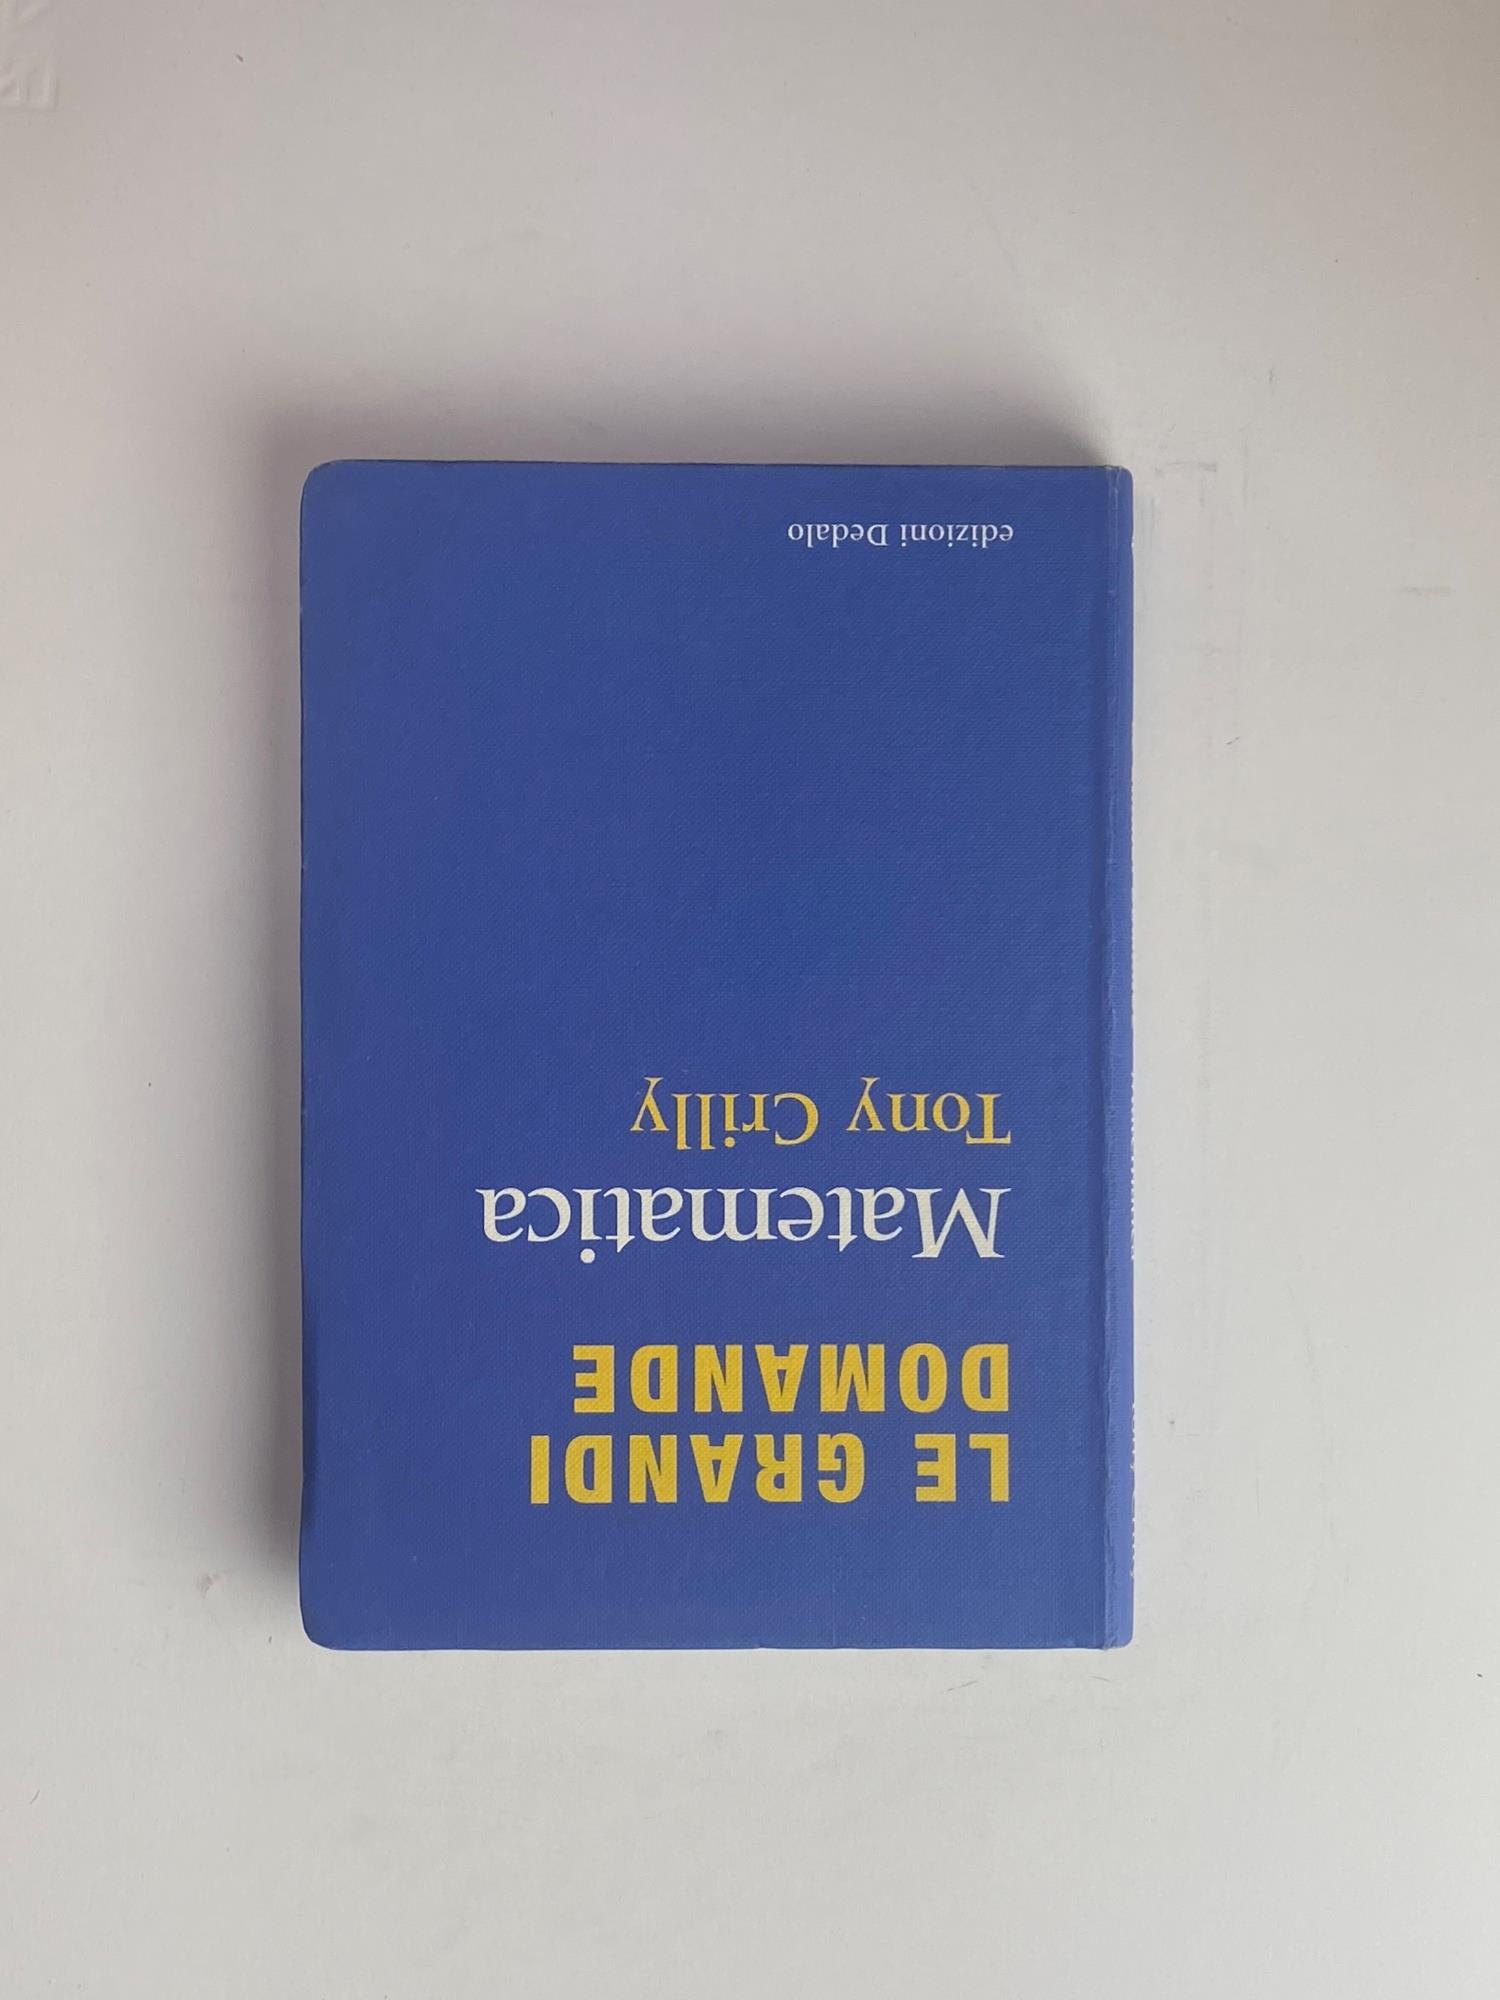 LE GRANDI
DOMANDE
Matematica
Tony Crilly
edizioni Dedalo